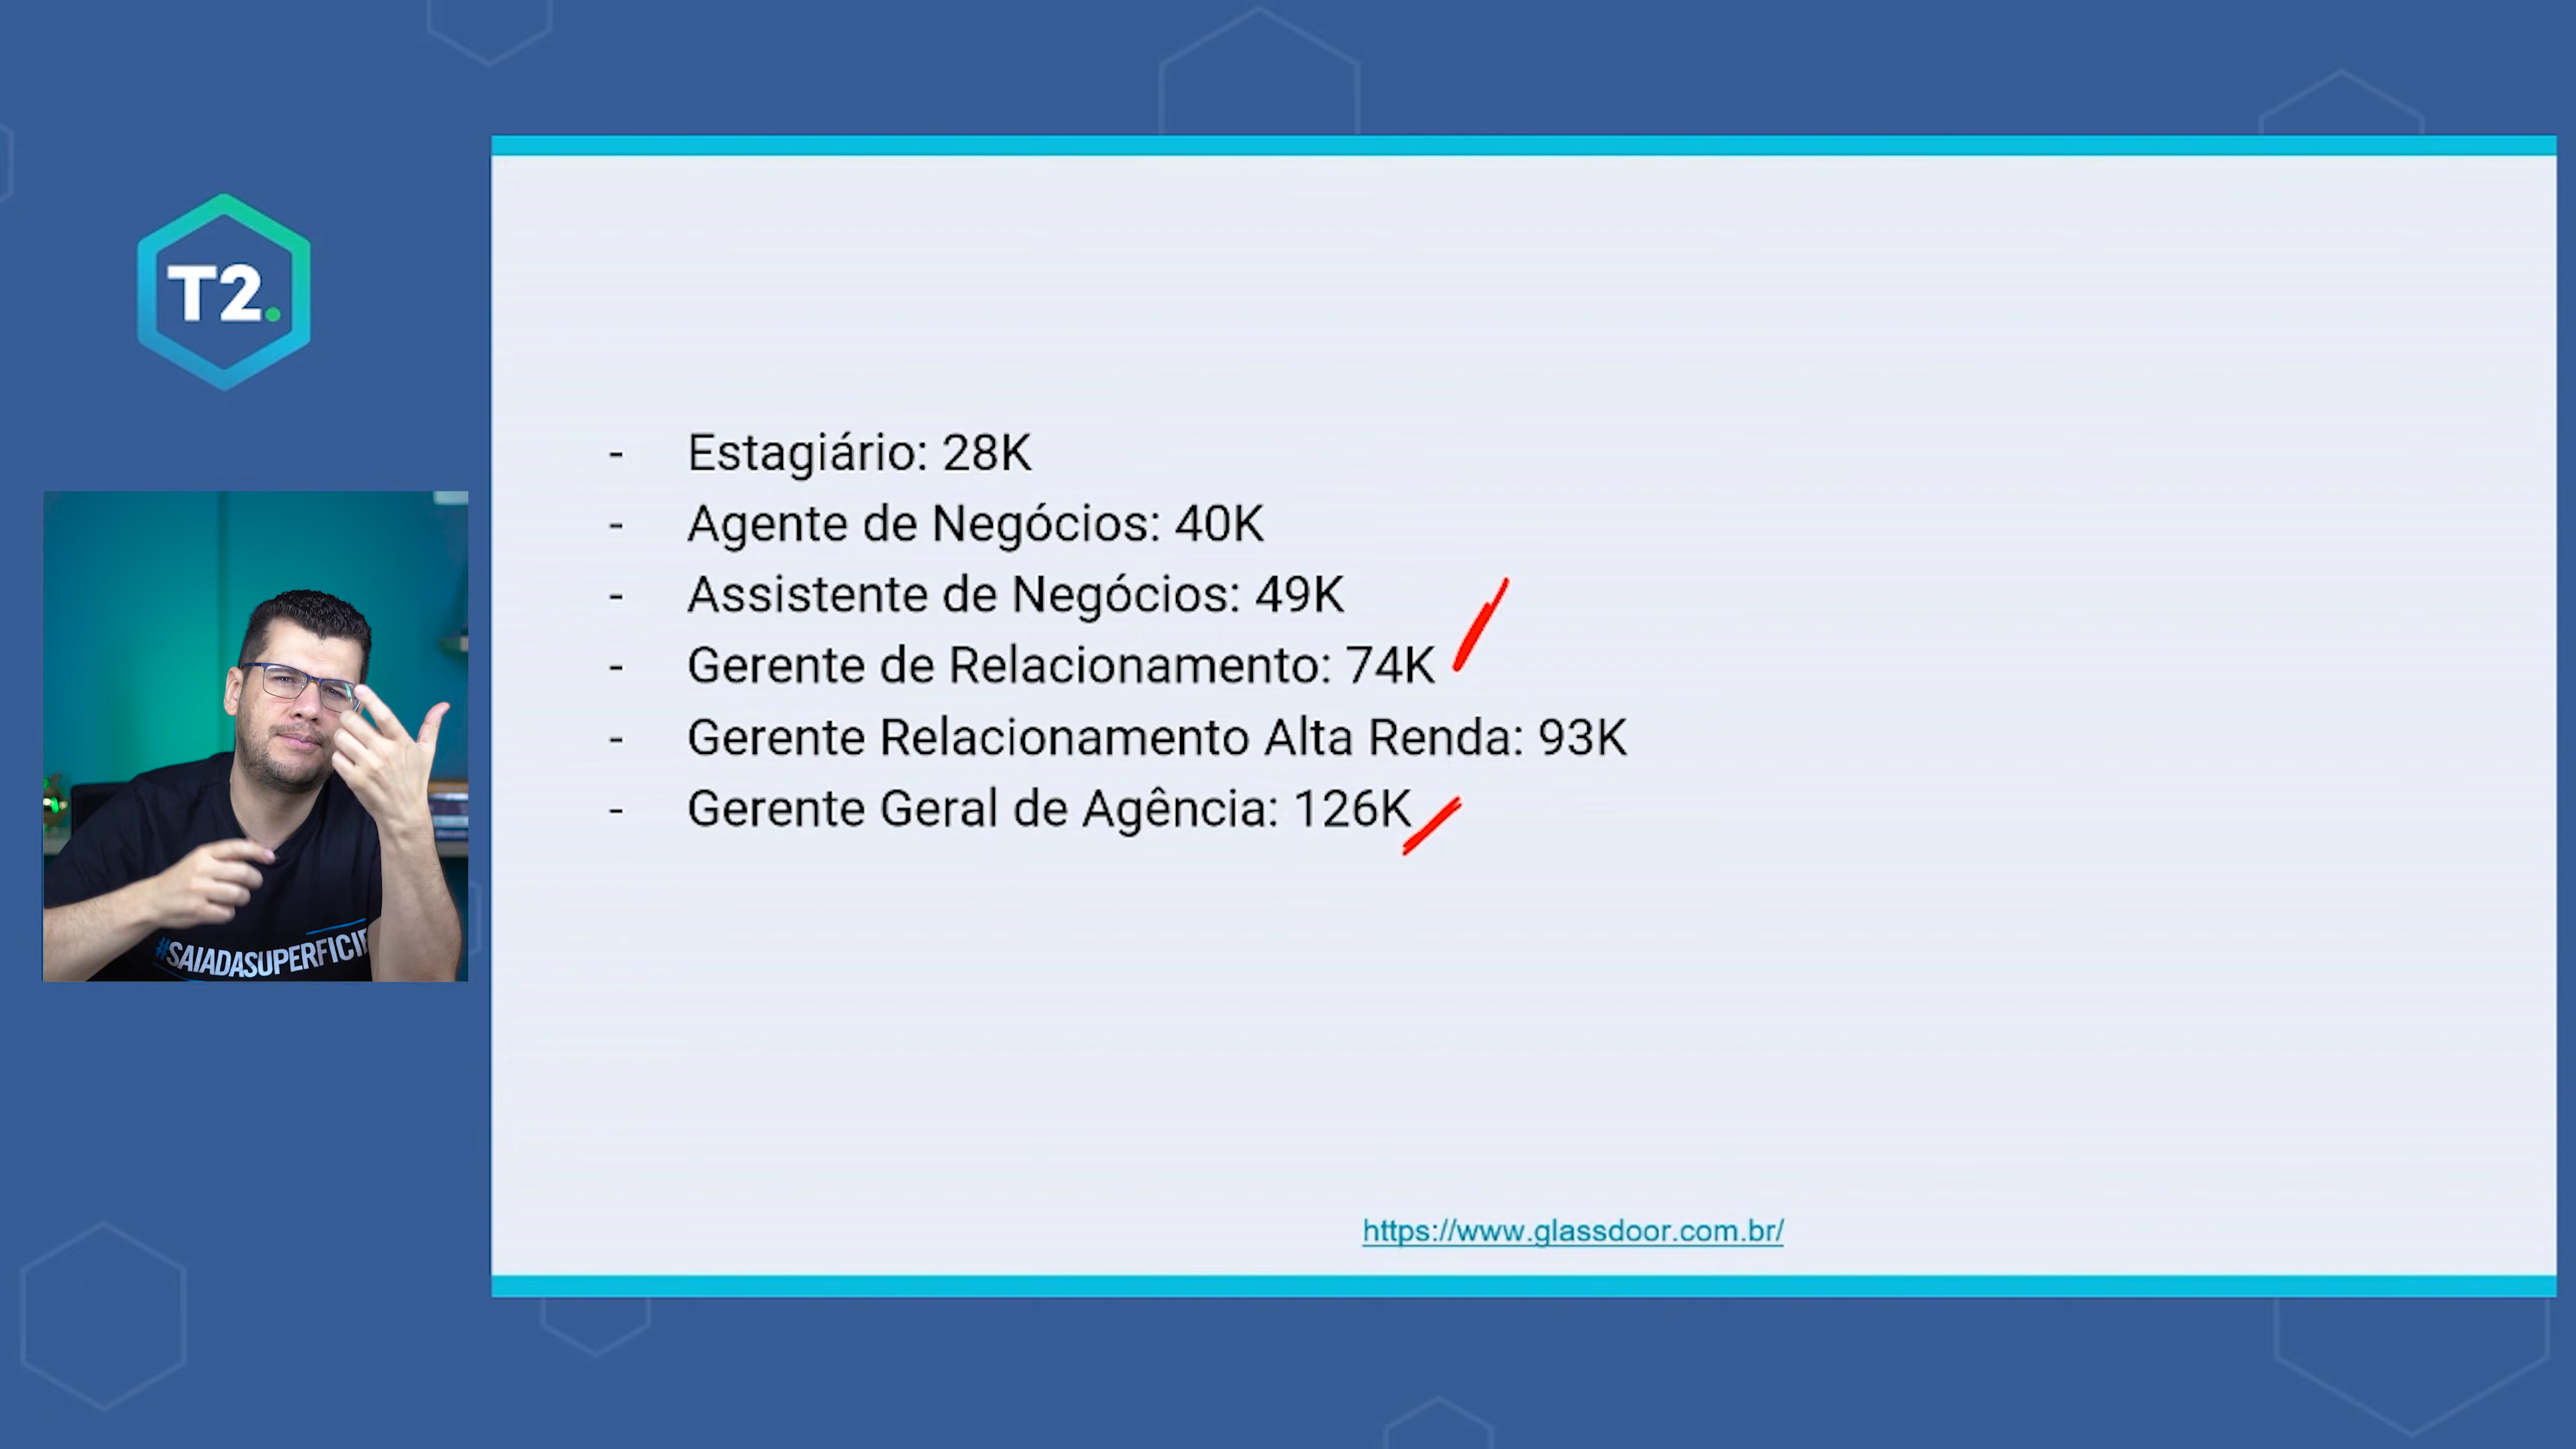 T2.
#SAIADASUPERFICIE
- Estagiário: 28K
- Agente de Negócios: 40K
- Assistente de Negócios: 49K
- Gerente de Relacionamento: 74K
- Gerente Relacionamento Alta Renda: 93K
- Gerente Geral de Agência: 126K
https://www.glassdoor.com.br/